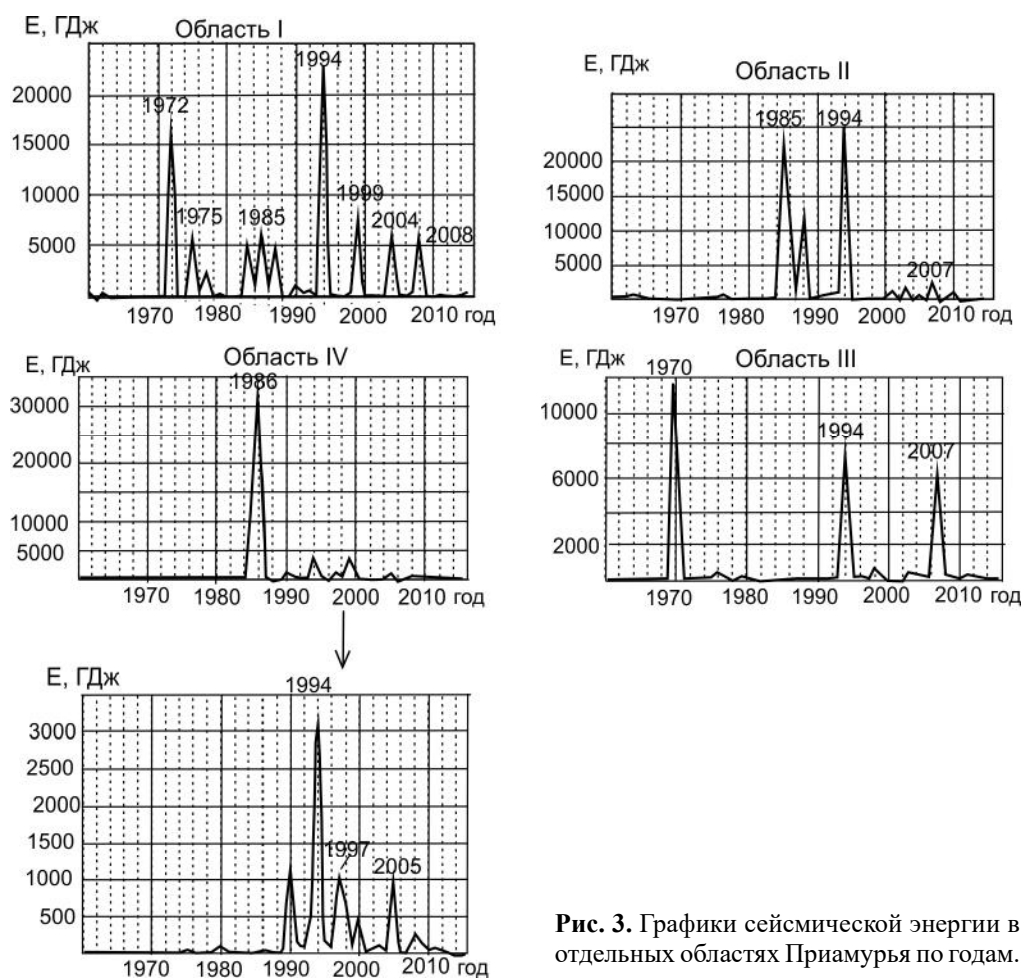 E, ГДж
Область I
20000
15000
10000
5000
1972
1975
1985
1994
1999
2004
2008
1970 1980 1990 2000 2010 год
E, ГДж
Область II
20000
15000
10000
5000
1985
1994
2007
1970 1980 1990 2000 2010 год
E, ГДж
Область IV
30000
20000
10000
5000
1986
1970 1980 1990 2000 2010 год
E, ГДж
Область III
10000
6000
2000
1970
1994
2007
1970 1980 1990 2000 2010 год
E, ГДж
3000
2500
2000
1500
1000
500
1994
1997
2005
1970 1980 1990 2000 2010
Рис. 3. Графики сейсмической энергии в
отдельных областях Приамурья по годам.